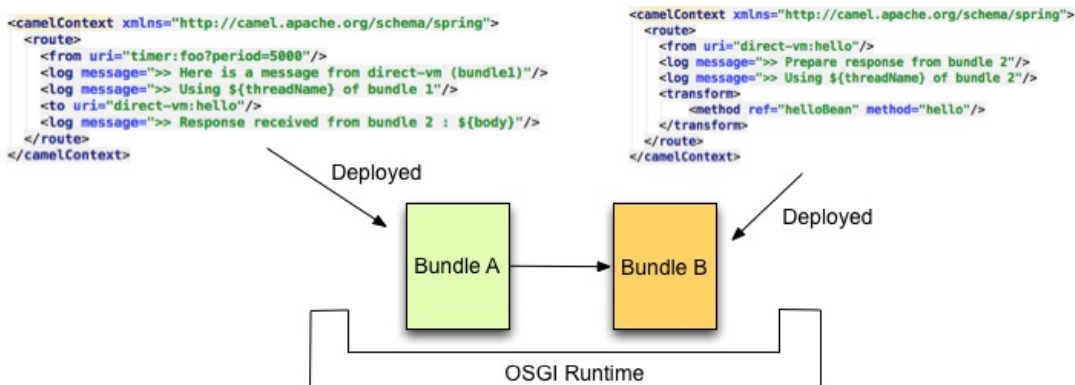 <camelContext xmlns="http://camel.apache.org/schema/spring">
<route>
<from uri="timer:foo?period=5000"/>
<log message=">> Here is a message from direct-vm (bundle1)"/>
<log message=">> Using ${threadName} of bundle 1"/>
<to uri="direct-vm:hello"/>
<log message=">> Response received from bundle 2 : ${body}"/>
</route>
</camelContext>
<camelContext xmlns="http://camel.apache.org/schema/spring">
<route>
<from uri="direct-vm:hello"/>
<log message=">> Prepare response from bundle 2"/>
<log message=">> Using ${threadName} of bundle 2"/>
<transform>
<method ref="helloBean" method="hello"/>
</transform>
</route>
</camelContext>
Deployed
Deployed
Bundle A
Bundle B
OSGI Runtime